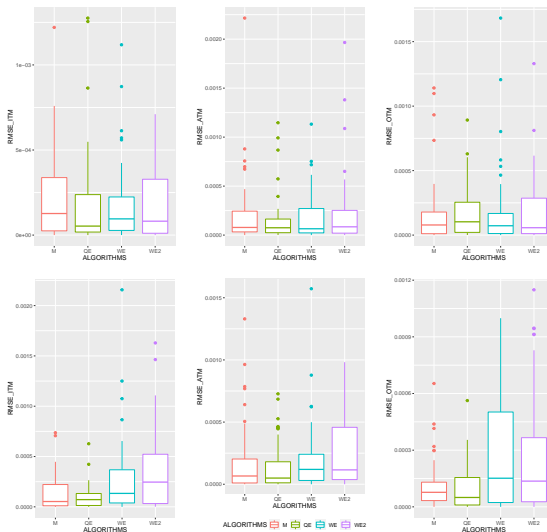 RMSE_ITM
1e-03
5e-04
0e+00
M QE WE WE2
ALGORITHMS
RMSE_ATM
0.0020
0.0015
0.0010
0.0005
0.0000
M QE WE WE2
ALGORITHMS
RMSE_OTM
0.0015
0.0010
0.0005
0.0000
M QE WE WE2
ALGORITHMS
RMSE_ITM
0.0020
0.0015
0.0010
0.0005
0.0000
M QE WE WE2
ALGORITHMS
RMSE_ATM
0.0015
0.0010
0.0005
0.0000
M QE WE WE2
ALGORITHMS
RMSE_OTM
0.0012
0.0008
0.0004
0.0000
M QE WE WE2
ALGORITHMS
ALGORITHMS M QE WE WE2